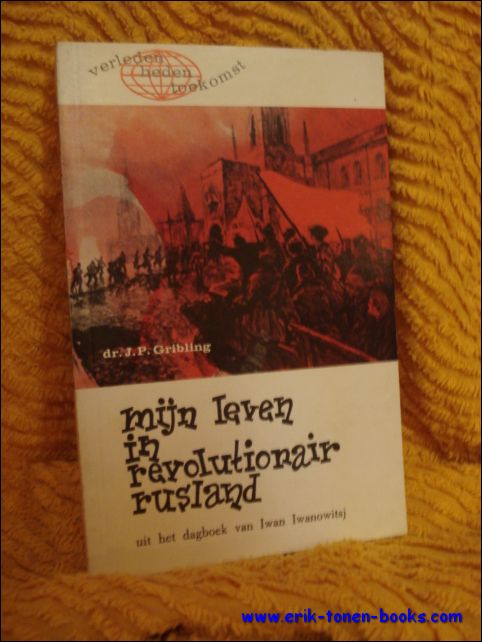 verleden
heden
toekomst
dr. J. P. Gribling
mijn leven
in
revolutionair
rusland
uit het dagboek van Iwan Iwanowitsj
www.erik-tonen-books.com